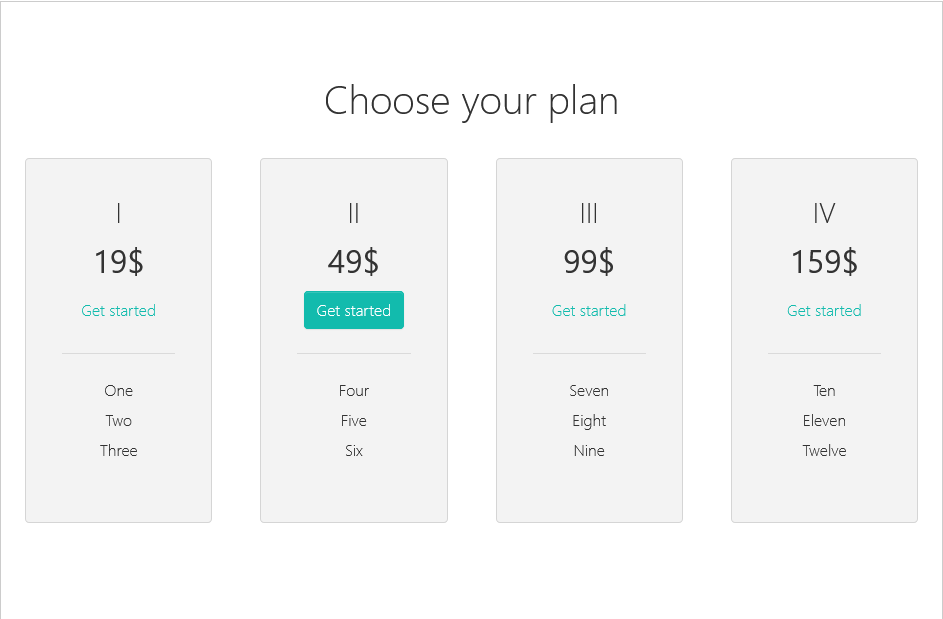 Choose your plan
I
19$
Get started
One
Two
Three
II
49$
Get started
Four
Five
Six
III
99$
Get started
Seven
Eight
Nine
IV
159$
Get started
Ten
Eleven
Twelve